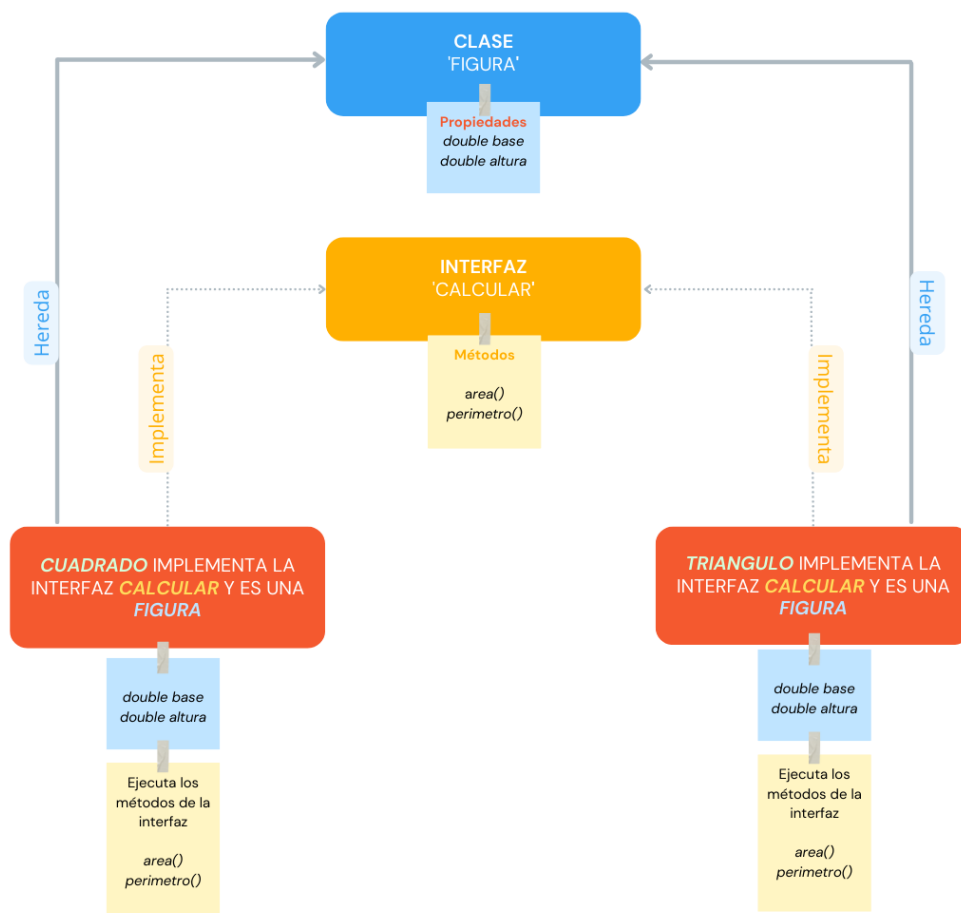 CLASE
'FIGURA'
Propiedades
double base
double altura
INTERFAZ
'CALCULAR'
Métodos
area()
perimetro()
Hereda
Implementa
Implementa
Hereda
CUADRADO IMPLEMENTA LA
INTERFAZ CALCULAR Y ES UNA
FIGURA
double base
double altura
Ejecuta los
métodos de la
interfaz
area()
perimetro()
TRIANGULO IMPLEMENTA LA
INTERFAZ CALCULAR Y ES UNA
FIGURA
double base
double altura
Ejecuta los
métodos de la
interfaz
area()
perimetro()